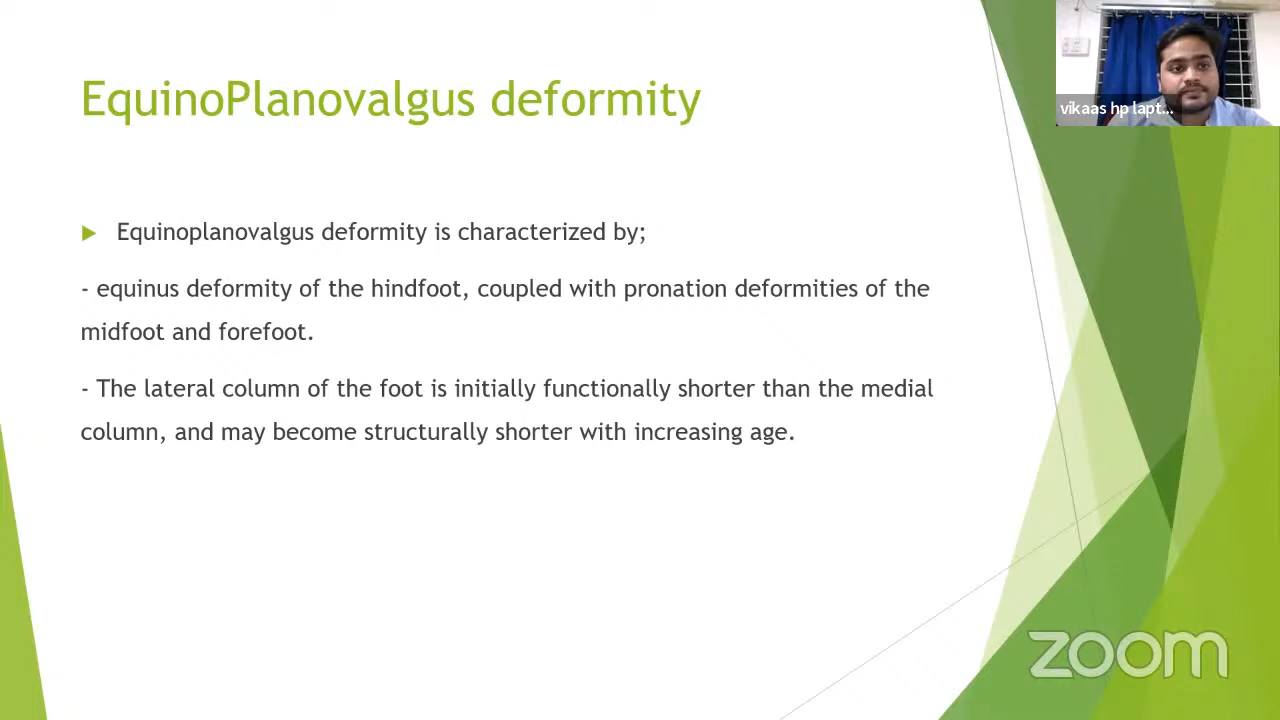 vikaas hp lapt...
EquinoPlanovalgus deformity
Equinoplanovalgus deformity is characterized by;
- equinus deformity of the hindfoot, coupled with pronation deformities of the
midfoot and forefoot.
- The lateral column of the foot is initially functionally shorter than the medial
column, and may become structurally shorter with increasing age.
zoom